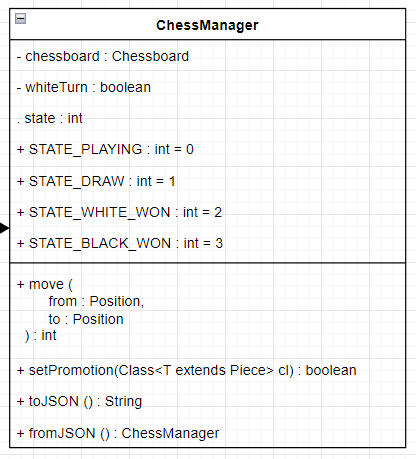 ChessManager
- chessboard : Chessboard
- whiteTurn : boolean
. state : int
+ STATE_PLAYING : int = 0
+ STATE_DRAW : int = 1
+ STATE_WHITE_WON : int = 2
+ STATE_BLACK_WON : int = 3
+ move (
from : Position,
to : Position
) : int
+ setPromotion(Class<T extends Piece> cl) : boolean
+ toJSON () : String
+ fromJSON () : ChessManager